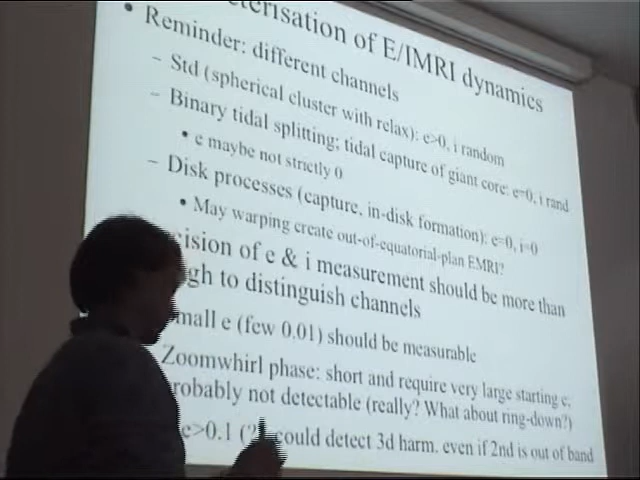 terisation of E/IMRI dynamics
• Reminder: different channels
– Std (spherical cluster with relax): e>0, i random
– Binary tidal splitting; tidal capture of giant core: e=0, i rand
• e maybe not strictly 0
– Disk processes (capture, in-disk formation): e=0, i=0
• May warping create out-of-equatorial-plan EMRI?
cision of e & i measurement should be more than
ugh to distinguish channels
mall e (few 0.01) should be measurable
Zoomwhirl phase: short and require very large starting e,
robably not detectable (really? What about ring-down?)
e>0.1 (? could detect 3d harm. even if 2nd is out of band